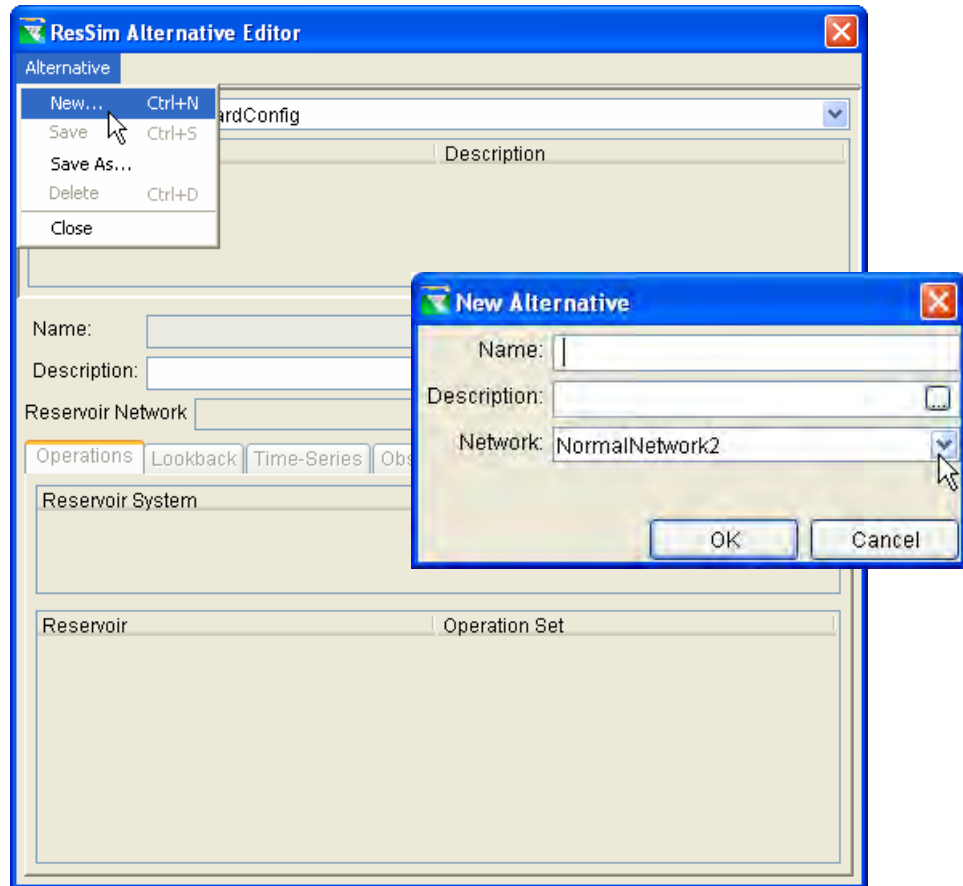 ResSim Alternative Editor
Alternative
New... Ctrl+N
Save Ctrl+S
Save As...
Delete Ctrl+D
Close
ardConfig
Description
Name:
Description:
Reservoir Network
Operations Lookback Time-Series Obs
Reservoir System
Reservoir Operation Set
New Alternative
Name:
Description: ...
Network: NormalNetwork2
OK Cancel